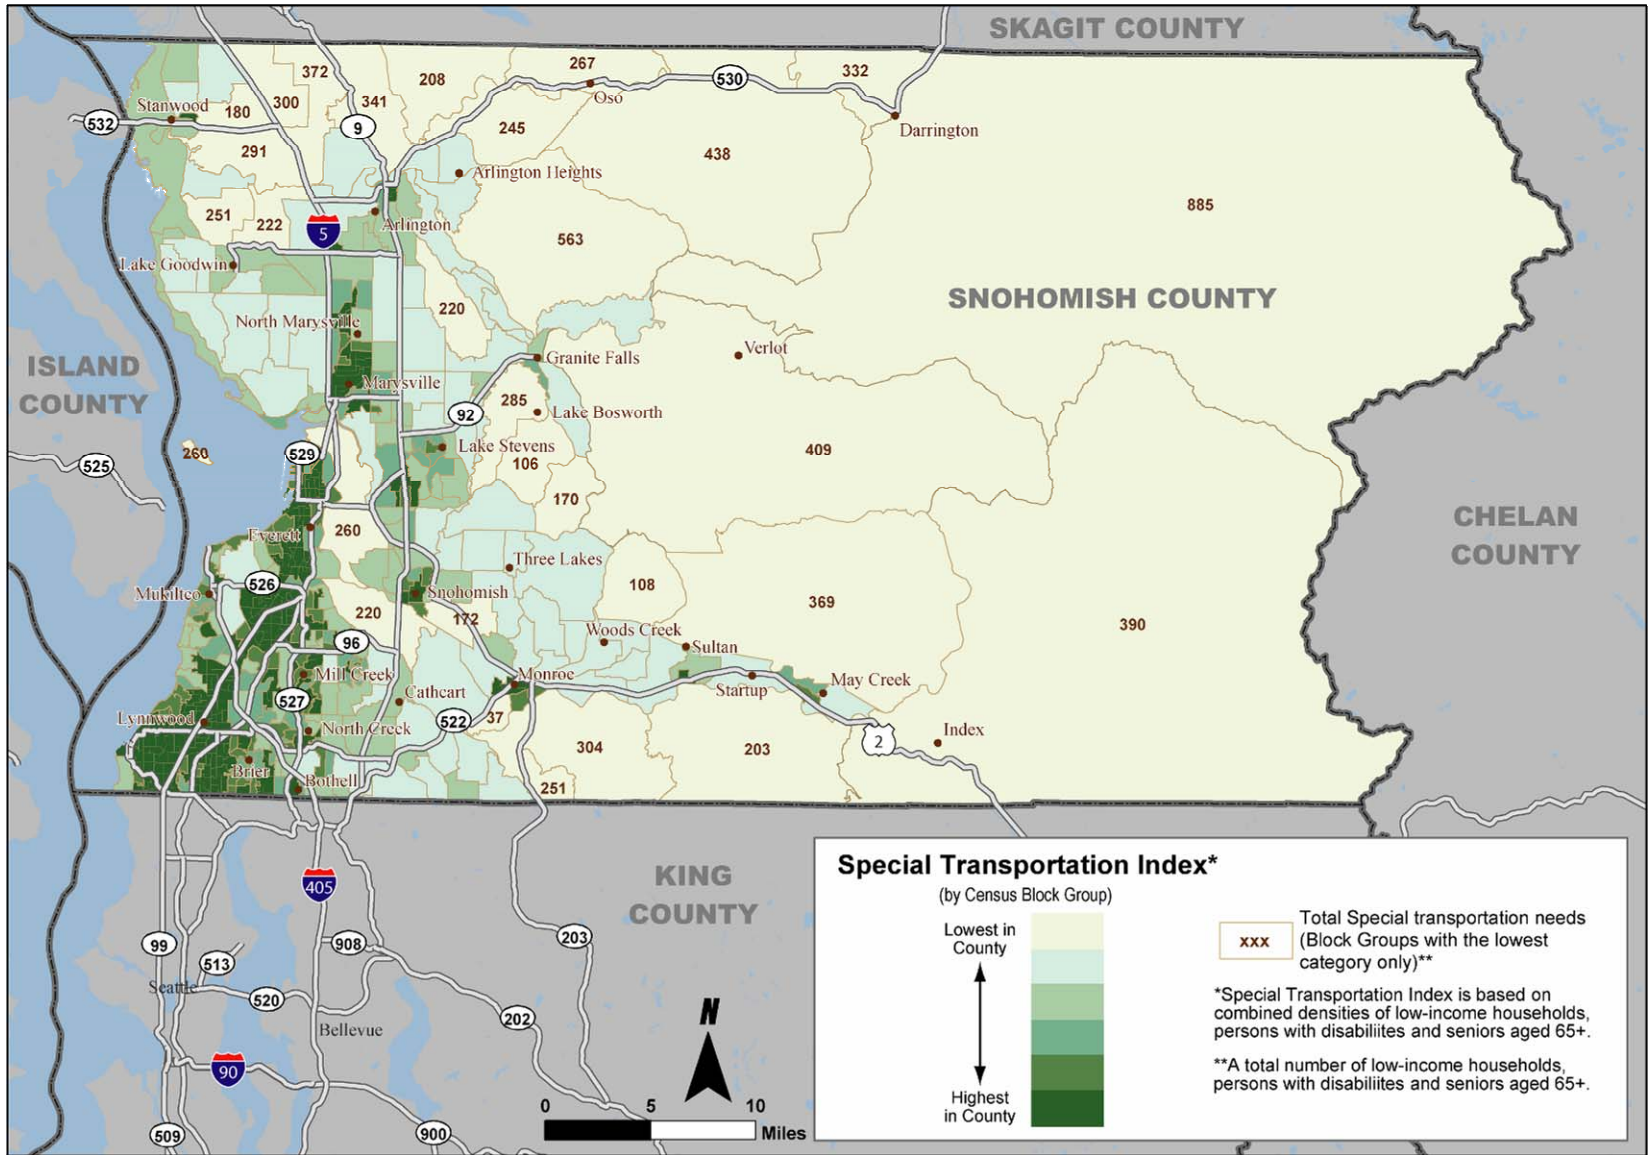 SKAGIT COUNTY
372
208
267
530
332
Oso
Stanwood
180
300
341
532
9
245
Darrington
291
438
Arlington Heights
251
222
Arlington
885
5
563
Lake Goodwin
SNOHOMISH COUNTY
220
North Marysville
Verlot
Granite Falls
ISLAND
COUNTY
Marysville
285
Lake Bosworth
92
Lake Stevens
409
260
529
106
525
170
CHELAN
COUNTY
Everett
260
Three Lakes
526
108
Mukilteo
Snohomish
369
220
172
390
Woods Creek
96
Sultan
Mill Creek
Monroe
May Creek
527
Cathcart
Startup
Lynnwood
522
37
North Creek
Index
304
203
2
Brier
Bothell
251
KING
COUNTY
405
99
908
203
513
Seattle
520
202
Bellevue
90
509
900
N
0 5 10
Miles
Special Transportation Index*
(by Census Block Group)
Lowest in
County
Highest
in County
xxx
Total Special transportation needs
(Block Groups with the lowest
category only)**
*Special Transportation Index is based on
combined densities of low-income households,
persons with disabiliites and seniors aged 65+.
**A total number of low-income households,
persons with disabiliites and seniors aged 65+.